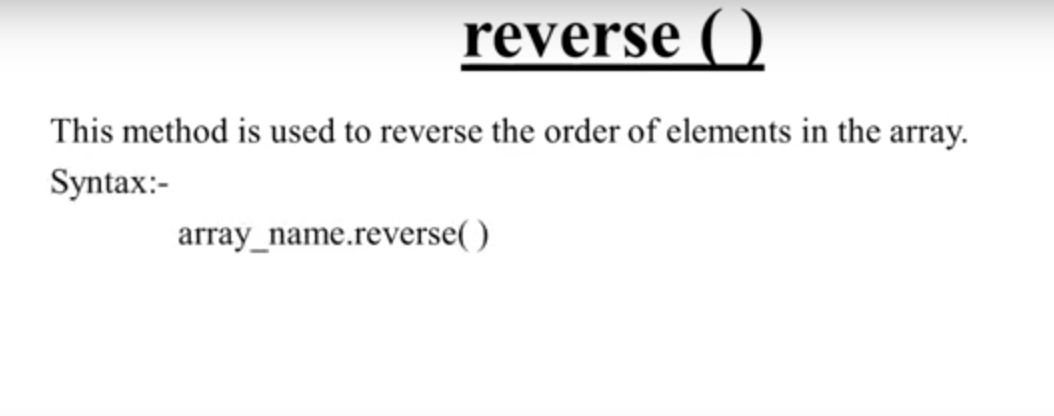 reverse ( )
This method is used to reverse the order of elements in the array.
Syntax:-
array_name.reverse( )